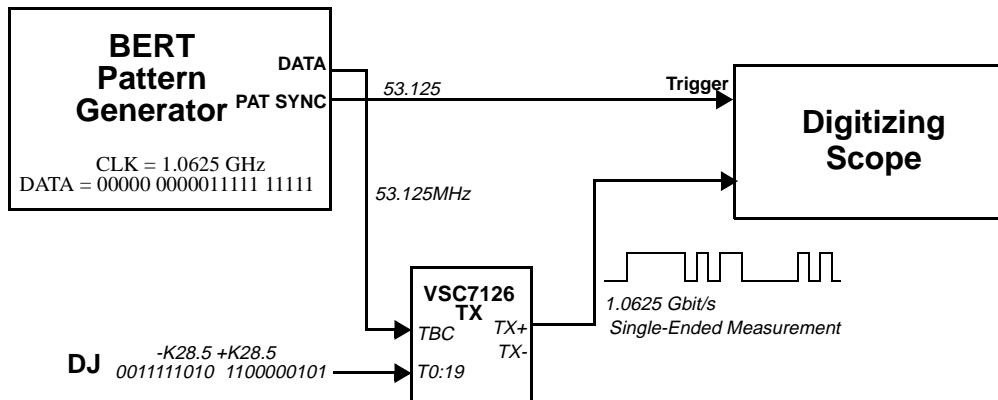 BERT
Pattern
Generator
DATA
PAT SYNC
CLK = 1.0625 GHz
DATA = 00000 0000011111 11111
53.125
Trigger
Digitizing
Scope
53.125MHz
VSC7126
TX
TBC
TX+
TX-
T0:19
1.0625 Gbit/s
Single-Ended Measurement
DJ
-K28.5 +K28.5
0011111010 1100000101